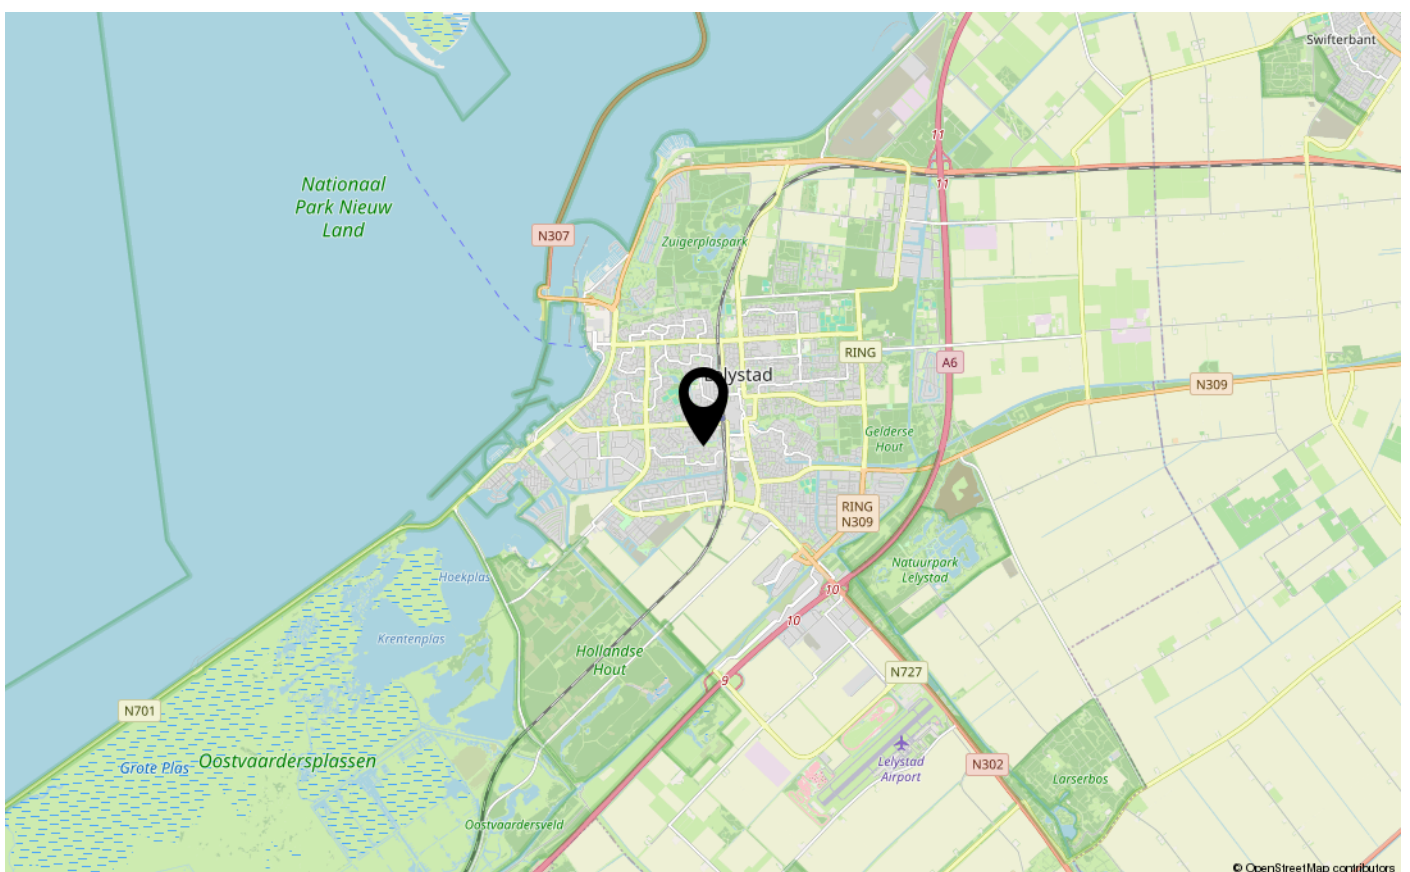 Swifterbant
11
11
Nationaal
Park Nieuw
Land
N307
Zuigerplaspark
RING
A6
Lelystad
N309
Gelderse
Hout
RING
N309
Natuurpark
Lelystad
Hoekplas
10
10
Krentenplas
Hollandse
Hout
N727
9
N701
Oostvaardersplassen
Grote Plas
Lelystad
Airport
N302
Larserbos
Oostvaardersveld
© OpenStreetMap contributors